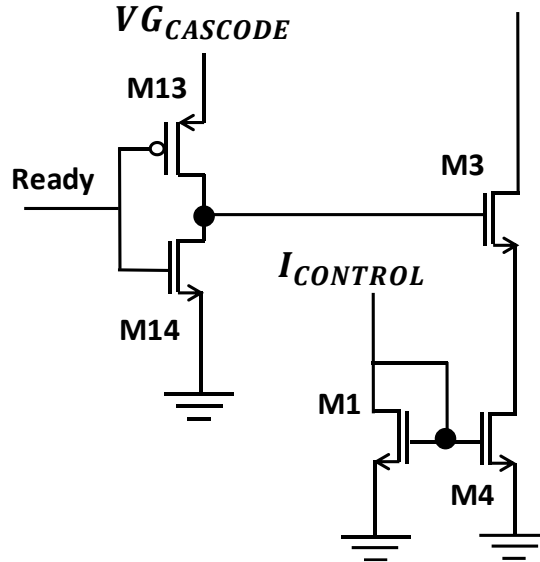 VG_CASCODE
M13
Ready
M3
I_CONTROL
M14
M1
M4